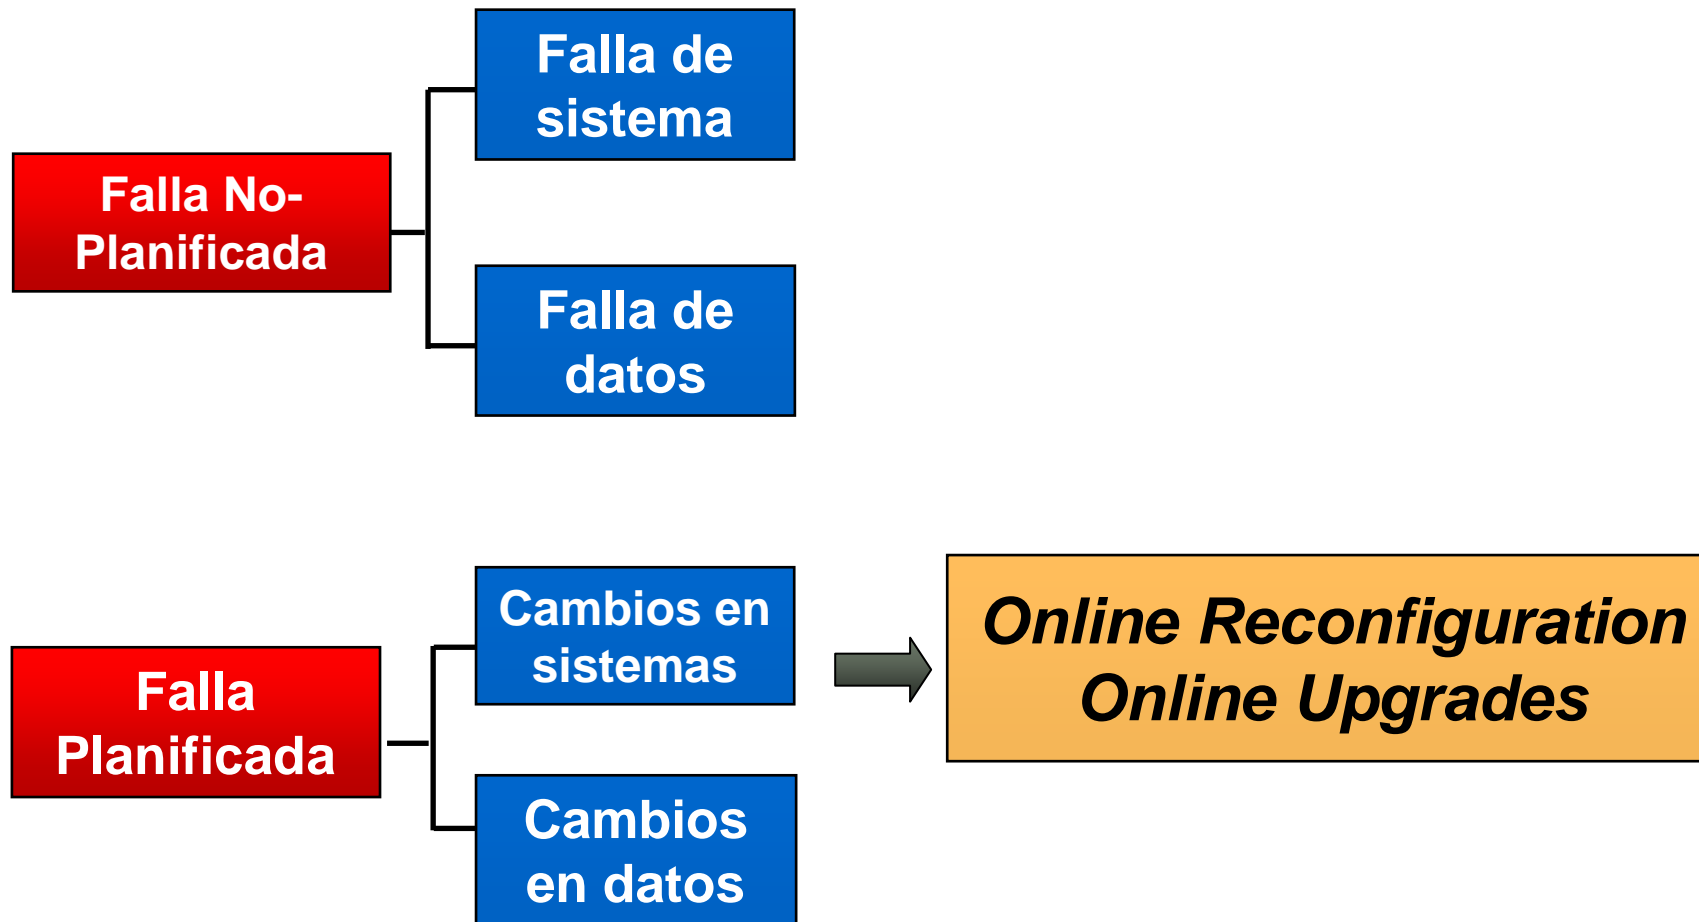 Falla de
sistema
Falla No-
Planificada
Falla de
datos
Cambios en
sistemas
Online Reconfiguration
Online Upgrades
Falla
Planificada
Cambios
en datos